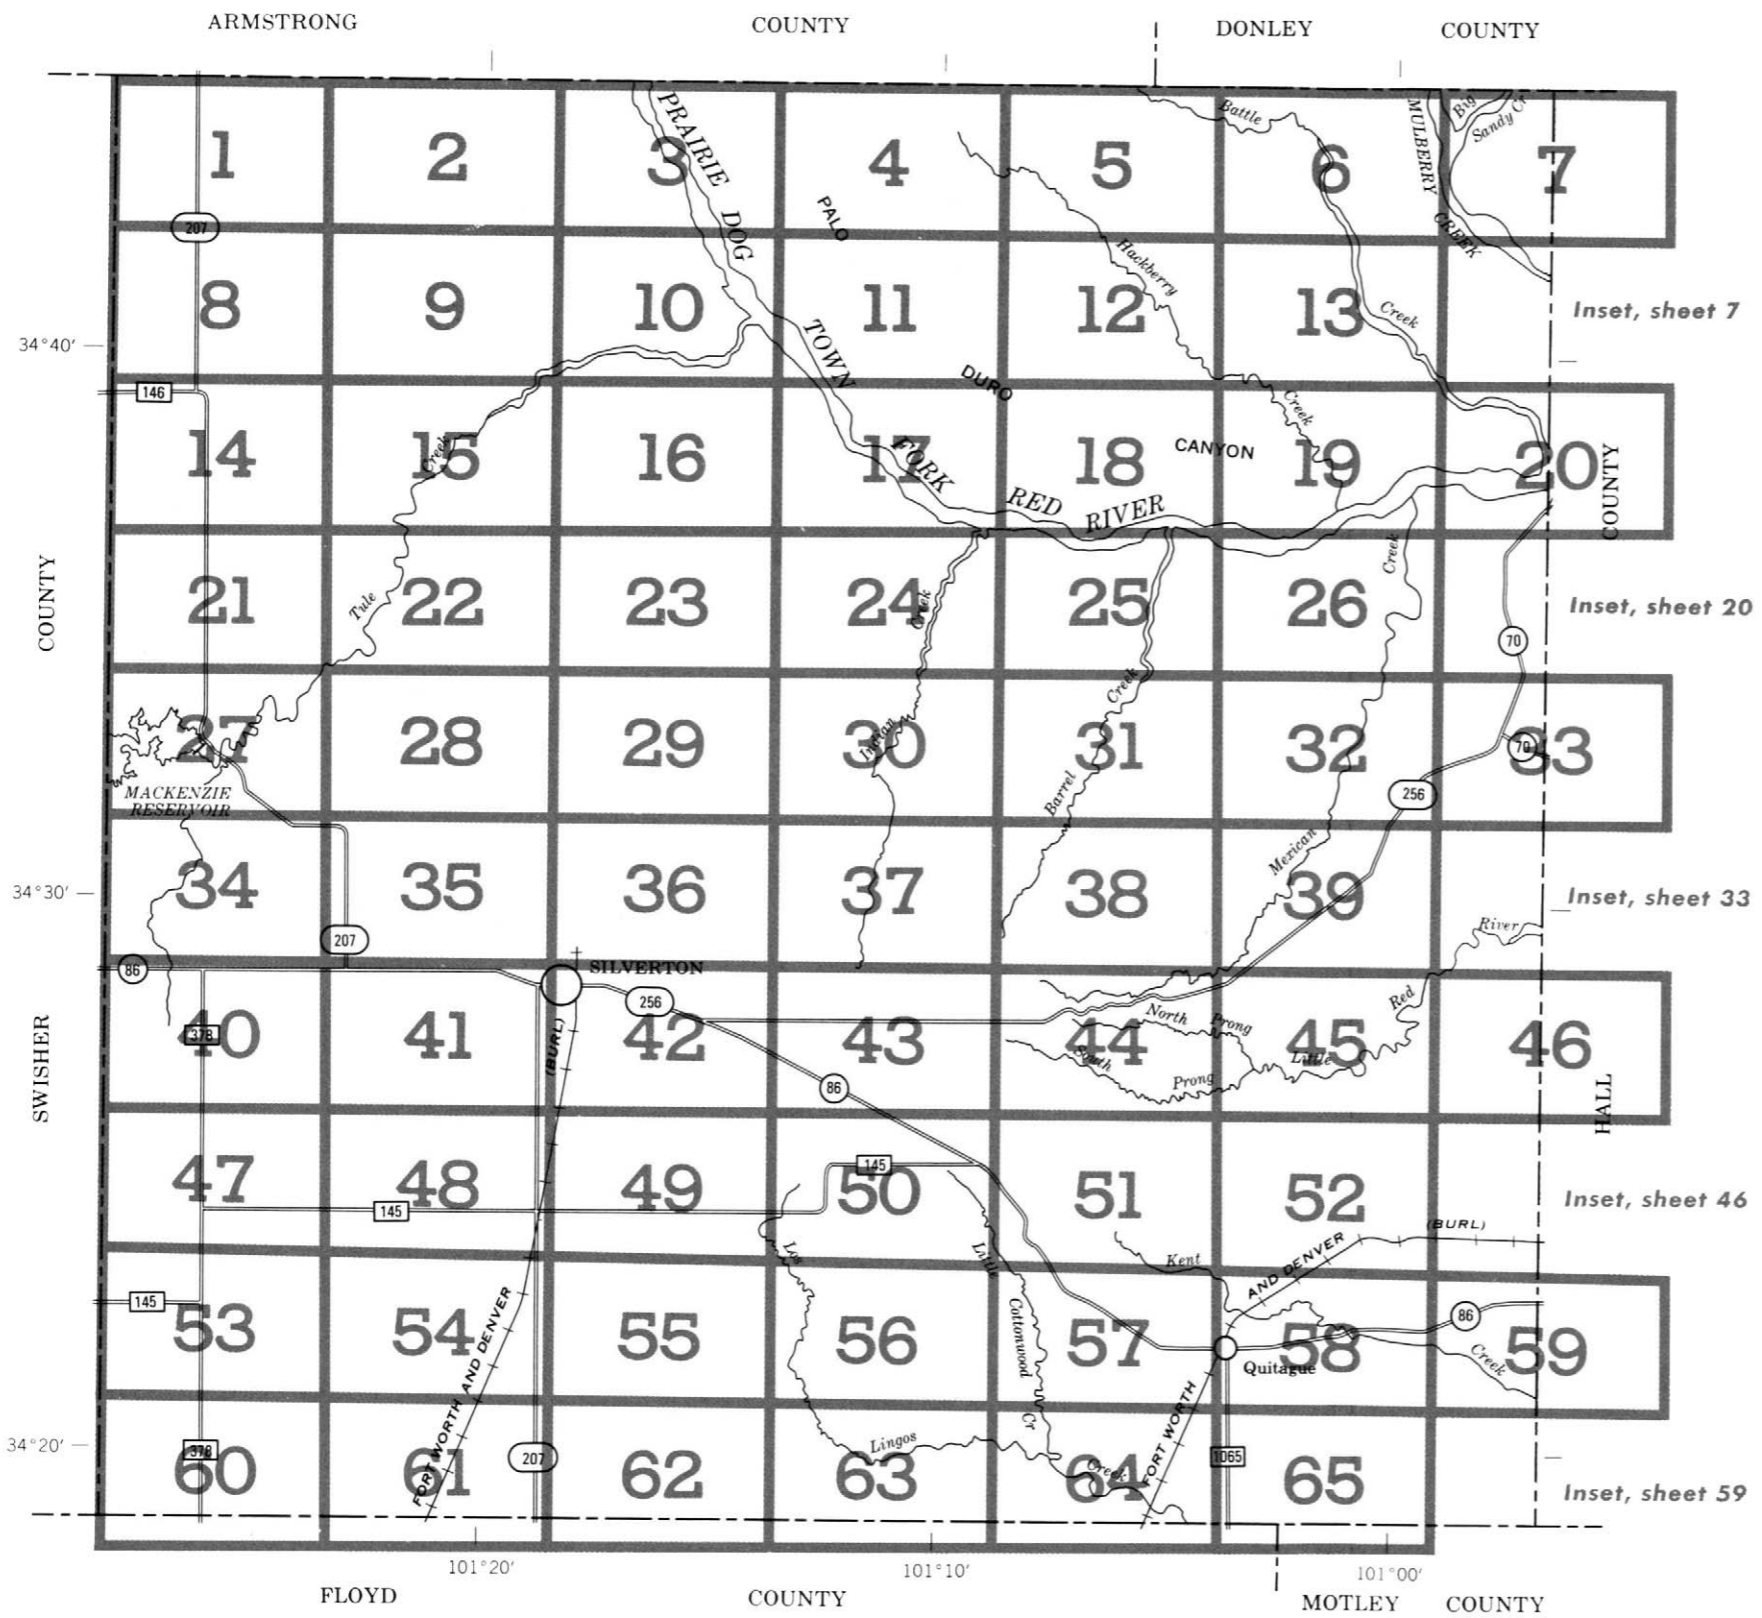 ARMSTRONG COUNTY DONLEY COUNTY
1 2 3 4 5 6 7
PRAIRIE DOG TOWN FORK RED RIVER
PALO DURO CANYON
Battle Creek
MULBERRY CREEK
Big Sandy Cr
207
Hackberry Creek
8 9 10 11 12 13
Inset, sheet 7
34°40'
146
14 15 16 17 18 19 20
Tule Creek
COUNTY
21 22 23 24 25 26
Inset, sheet 20
COUNTY
70
Indian Creek
Barrel Creek
Mexican Creek
27 28 29 30 31 32 33
70
256
MACKENZIE
RESERVOIR
34 35 36 37 38 39
Inset, sheet 33
34°30'
207
86
SILVERTON
256
North Prong
South Prong
Little Red River
40 41 42 43 44 45 46
378
(BURL)
86
SWISHER
HALL
47 48 49 50 51 52
Inset, sheet 46
145
145
(BURL)
Los Lingos Creek
Little Cottonwood Cr
Kent Creek
FORT WORTH AND DENVER
145
86
53 54 55 56 57 58 59
Quitaque
FORT WORTH AND DENVER
34°20'
378
207
1065
60 61 62 63 64 65
Inset, sheet 59
101°20' 101°10' 101°00'
FLOYD COUNTY MOTLEY COUNTY